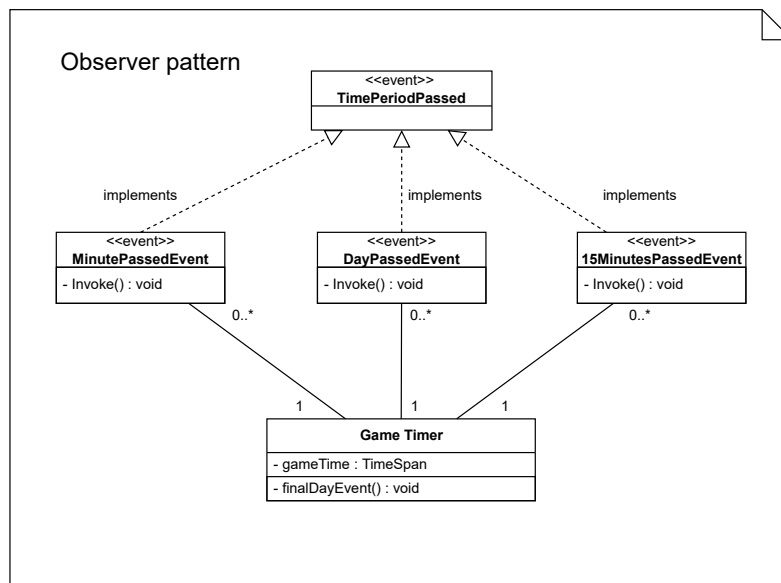 Observer pattern
<<event>>
TimePeriodPassed
implements
implements
implements
<<event>>
MinutePassedEvent
- Invoke() : void
<<event>>
DayPassedEvent
- Invoke() : void
<<event>>
15MinutesPassedEvent
- Invoke() : void
0..*
0..*
0..*
1
1
1
Game Timer
- gameTime : TimeSpan
- finalDayEvent() : void